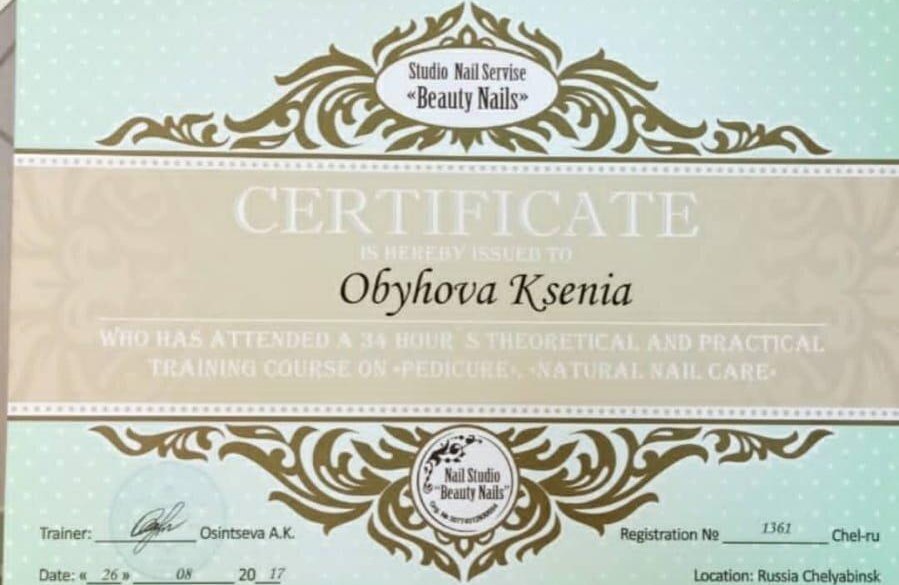 Studio Nail Servise
«Beauty Nails»
CERTIFICATE
IS HEREBY ISSUED TO
Obyhova Ksenia
WHO HAS ATTENDED A 34 HOUR`S THEORETICAL AND PRACTICAL
TRAINING COURSE ON «PEDICURE», «NATURAL NAIL CARE»
Nail Studio
"Beauty Nails"
Trainer: Osintseva A.K.
Registration № 1361 Chel-ru
Date: « 26 » 08 20 17
Location: Russia Chelyabinsk